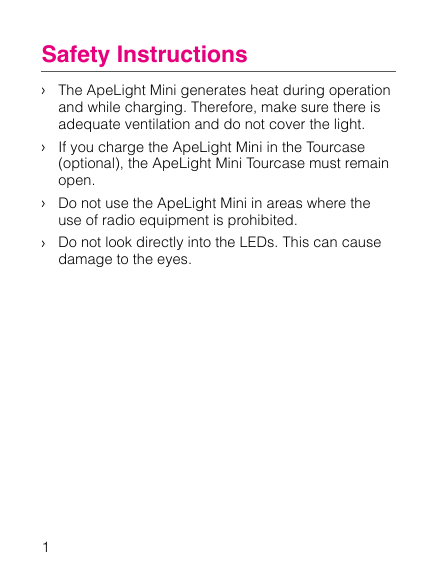 Safety Instructions
› The ApeLight Mini generates heat during operation
and while charging. Therefore, make sure there is
adequate ventilation and do not cover the light.
› If you charge the ApeLight Mini in the Tourcase
(optional), the ApeLight Mini Tourcase must remain
open.
› Do not use the ApeLight Mini in areas where the
use of radio equipment is prohibited.
› Do not look directly into the LEDs. This can cause
damage to the eyes.
1